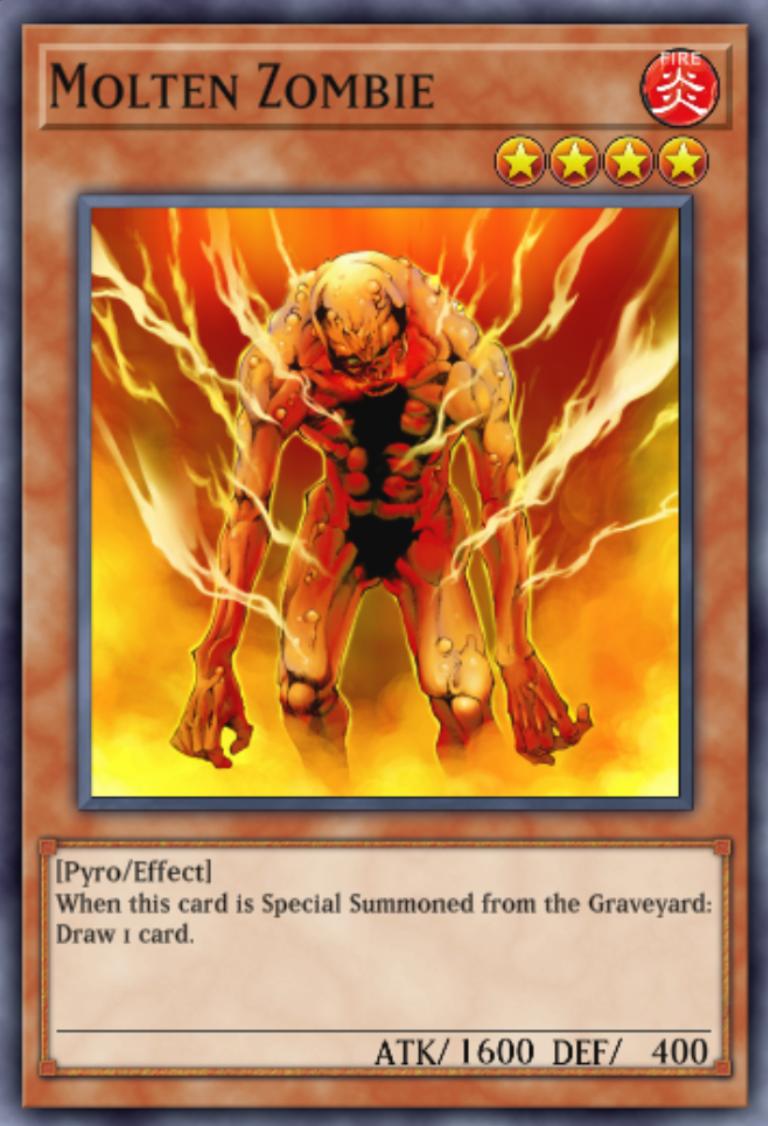 MOLTEN ZOMBIE
FIRE
炎
[Pyro/Effect]
When this card is Special Summoned from the Graveyard:
Draw 1 card.
ATK/ 1600 DEF/ 400